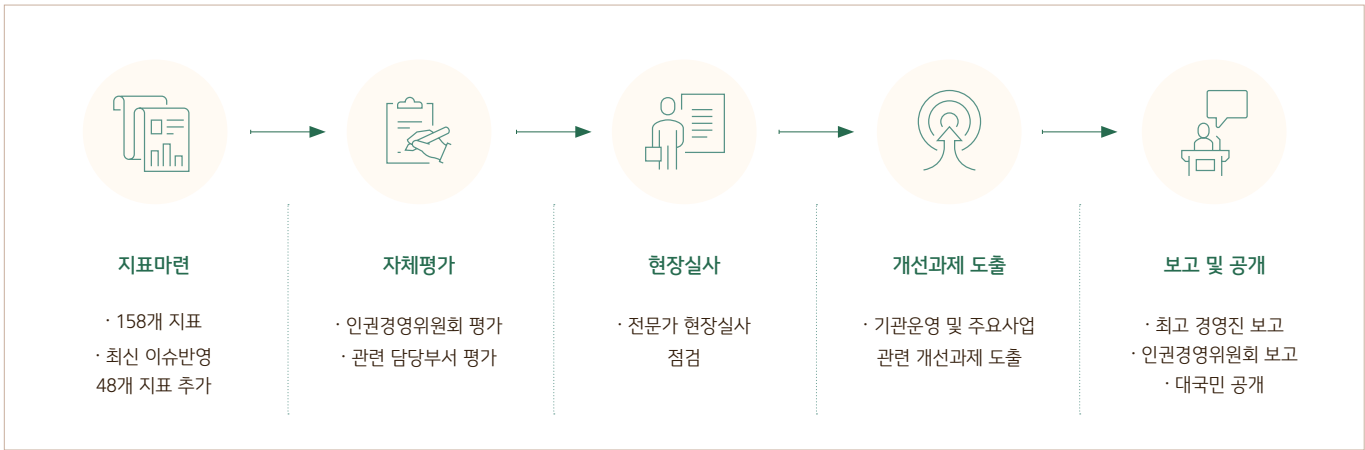 지표마련
· 158개 지표
· 최신 이슈반영
48개 지표 추가
자체평가
· 인권경영위원회 평가
· 관련 담당부서 평가
현장실사
· 전문가 현장실사
점검
개선과제 도출
· 기관운영 및 주요사업
관련 개선과제 도출
보고 및 공개
· 최고 경영진 보고
· 인권경영위원회 보고
· 대국민 공개